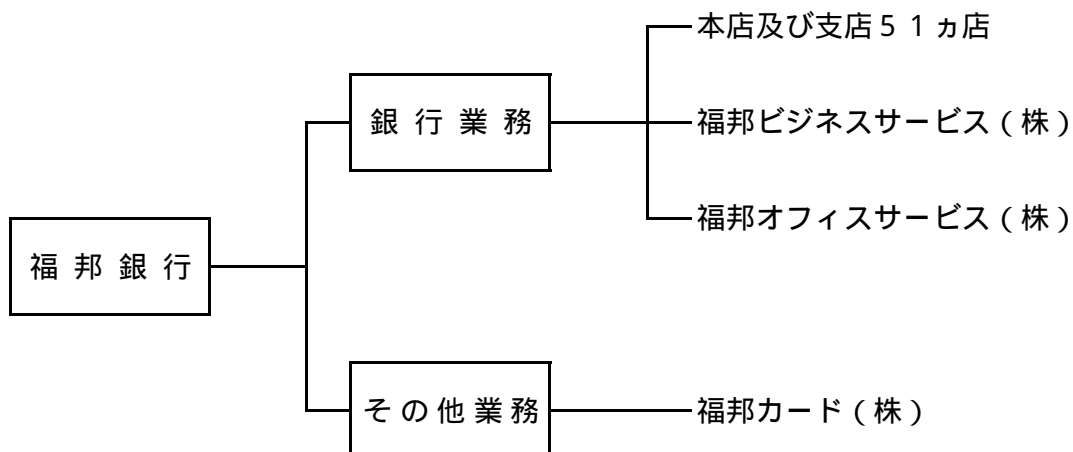 本店及び支店５１ヵ店
銀行業務
福邦ビジネスサービス（株）
福邦オフィスサービス（株）
福邦銀行
その他業務
福邦カード（株）